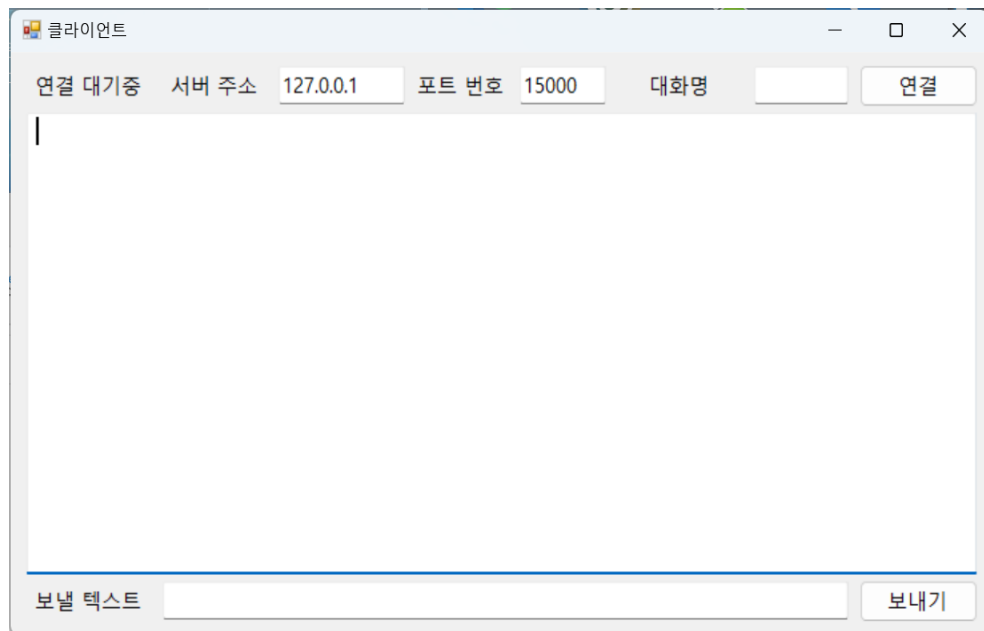 클라이언트
연결 대기중 서버 주소 127.0.0.1 포트 번호 15000 대화명 연결
보낼 텍스트 보내기